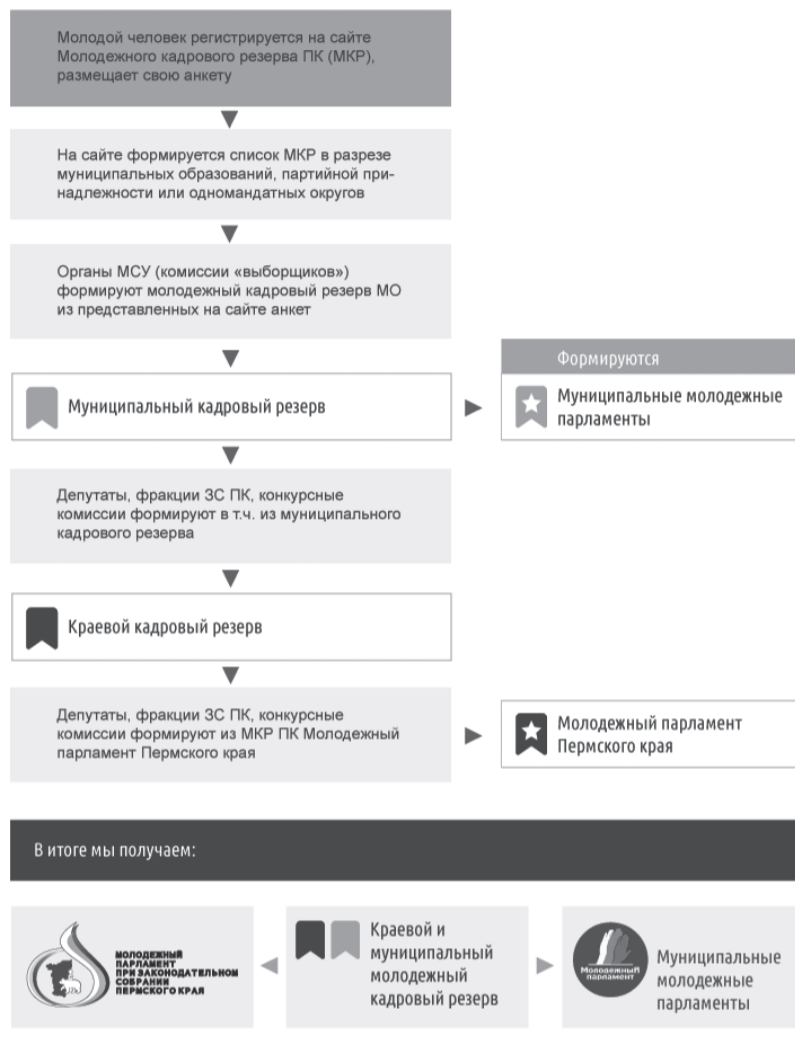 Молодой человек регистрируется на сайте
Молодежного кадрового резерва ПК (МКР),
размещает свою анкету
На сайте формируется список МКР в разрезе
муниципальных образований, партийной при-
надлежности или одномандатных округов
Органы МСУ (комиссии «выборщиков»)
формируют молодежный кадровый резерв МО
из представленных на сайте анкет
Муниципальный кадровый резерв
Формируются
Муниципальные молодежные
парламенты
Депутаты, фракции ЗС ПК, конкурсные
комиссии формируют в т.ч. из муниципального
кадрового резерва
Краевой кадровый резерв
Депутаты, фракции ЗС ПК, конкурсные
комиссии формируют из МКР ПК Молодежный
парламент Пермского края
Молодежный парламент
Пермского края
В итоге мы получаем:
МОЛОДЕЖНЫЙ
ПАРЛАМЕНТ
ПРИ ЗАКОНОДАТЕЛЬНОМ
СОБРАНИИ
ПЕРМСКОГО КРАЯ
Краевой и
муниципальный
молодежный
кадровый резерв
Молодежный
парламент
Муниципальные
молодежные
парламенты